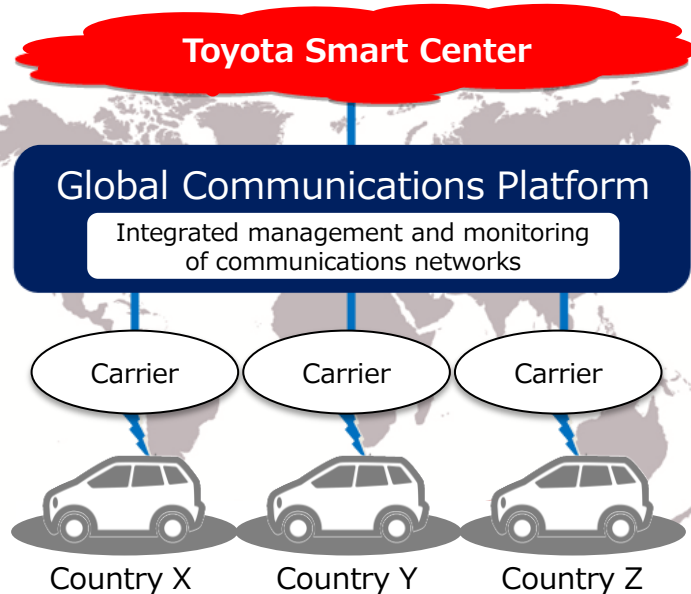 Toyota Smart Center
Global Communications Platform
Integrated management and monitoring
of communications networks
Carrier
Carrier
Carrier
Country X
Country Y
Country Z